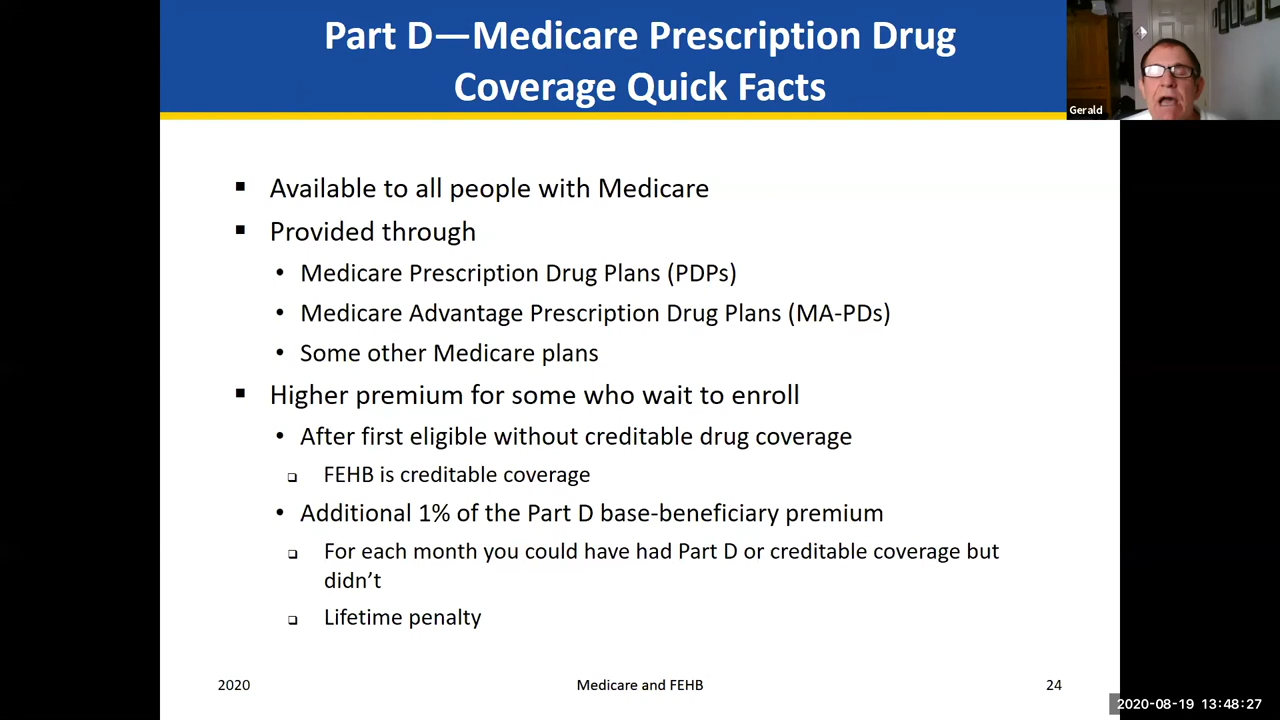 Part D—Medicare Prescription Drug
Coverage Quick Facts
Gerald
▪ Available to all people with Medicare
▪ Provided through
• Medicare Prescription Drug Plans (PDPs)
• Medicare Advantage Prescription Drug Plans (MA-PDs)
• Some other Medicare plans
▪ Higher premium for some who wait to enroll
• After first eligible without creditable drug coverage
❑ FEHB is creditable coverage
• Additional 1% of the Part D base-beneficiary premium
❑ For each month you could have had Part D or creditable coverage but
didn’t
❑ Lifetime penalty
2020 Medicare and FEHB 24
2020-08-19 13:48:27